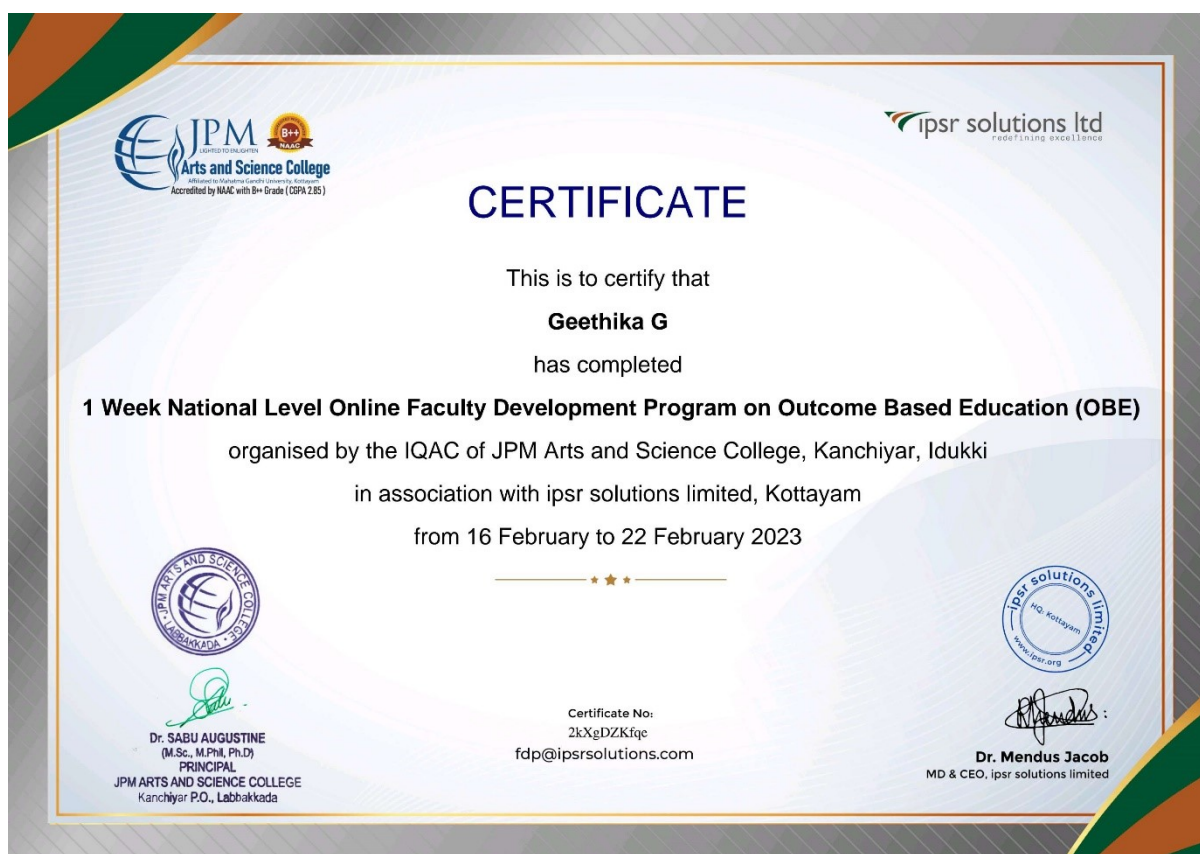 JPM
LIGHTED TO ENLIGHTEN
B++
NAAC
Arts and Science College
Affiliated to Mahatma Gandhi University, Kottayam
Accredited by NAAC with B++ Grade ( CGPA 2.85 )
ipsr solutions ltd
redefining excellence
CERTIFICATE
This is to certify that
Geethika G
has completed
1 Week National Level Online Faculty Development Program on Outcome Based Education (OBE)
organised by the IQAC of JPM Arts and Science College, Kanchiyar, Idukki
in association with ipsr solutions limited, Kottayam
from 16 February to 22 February 2023
JPM ARTS AND SCIENCE COLLEGE
LABBAKKADA
ipsr solutions limited
HQ: Kottayam
www.ipsr.org
Dr. SABU AUGUSTINE
(M.Sc., M.Phil, Ph.D)
PRINCIPAL
JPM ARTS AND SCIENCE COLLEGE
Kanchiyar P.O., Labbakkada
Certificate No:
2kXgDZKfqe
fdp@ipsrsolutions.com
Dr. Mendus Jacob
MD & CEO, ipsr solutions limited